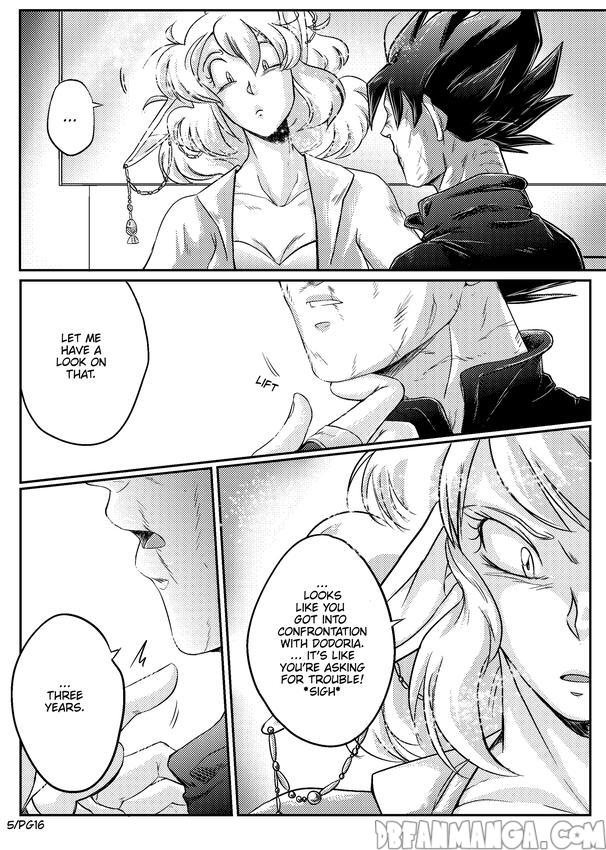 ...
LET ME
HAVE A
LOOK ON
THAT.
LIFT
...
LOOKS
LIKE YOU
GOT INTO
CONFRONTATION
WITH DODORIA.
... IT'S LIKE
YOU'RE ASKING
FOR TROUBLE!
*SIGH*
...
THREE
YEARS.
5/PG16
DBFANMANGA.COM